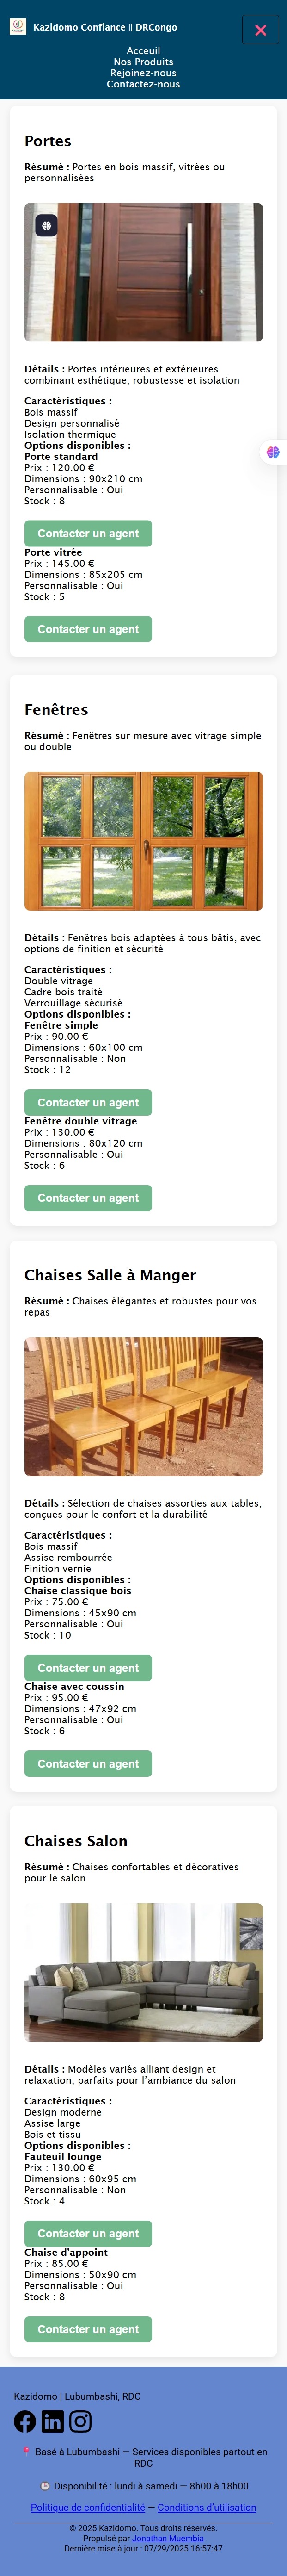 Kazidomo Confiance || DRCongo
Acceuil
Nos Produits
Rejoinez-nous
Contactez-nous
Portes
Résumé : Portes en bois massif, vitrées ou
personnalisées
Détails : Portes intérieures et extérieures
combinant esthétique, robustesse et isolation
Caractéristiques :
Bois massif
Design personnalisé
Isolation thermique
Options disponibles :
Porte standard
Prix : 120.00 €
Dimensions : 90x210 cm
Personnalisable : Oui
Stock : 8
Contacter un agent
Porte vitrée
Prix : 145.00 €
Dimensions : 85x205 cm
Personnalisable : Oui
Stock : 5
Contacter un agent
Fenêtres
Résumé : Fenêtres sur mesure avec vitrage simple
ou double
Détails : Fenêtres bois adaptées à tous bâtis, avec
options de finition et sécurité
Caractéristiques :
Double vitrage
Cadre bois traité
Verrouillage sécurisé
Options disponibles :
Fenêtre simple
Prix : 90.00 €
Dimensions : 60x100 cm
Personnalisable : Non
Stock : 12
Contacter un agent
Fenêtre double vitrage
Prix : 130.00 €
Dimensions : 80x120 cm
Personnalisable : Oui
Stock : 6
Contacter un agent
Chaises Salle à Manger
Résumé : Chaises élégantes et robustes pour vos
repas
Détails : Sélection de chaises assorties aux tables,
conçues pour le confort et la durabilité
Caractéristiques :
Bois massif
Assise rembourrée
Finition vernie
Options disponibles :
Chaise classique bois
Prix : 75.00 €
Dimensions : 45x90 cm
Personnalisable : Oui
Stock : 10
Contacter un agent
Chaise avec coussin
Prix : 95.00 €
Dimensions : 47x92 cm
Personnalisable : Oui
Stock : 6
Contacter un agent
Chaises Salon
Résumé : Chaises confortables et décoratives
pour le salon
Détails : Modèles variés alliant design et
relaxation, parfaits pour l’ambiance du salon
Caractéristiques :
Design moderne
Assise large
Bois et tissu
Options disponibles :
Fauteuil lounge
Prix : 130.00 €
Dimensions : 60x95 cm
Personnalisable : Non
Stock : 4
Contacter un agent
Chaise d'appoint
Prix : 85.00 €
Dimensions : 50x90 cm
Personnalisable : Oui
Stock : 8
Contacter un agent
Kazidomo | Lubumbashi, RDC
Basé à Lubumbashi — Services disponibles partout en
RDC
Disponibilité : lundi à samedi — 8h00 à 18h00
Politique de confidentialité — Conditions d’utilisation
© 2025 Kazidomo. Tous droits réservés.
Propulsé par Jonathan Muembia
Dernière mise à jour : 07/29/2025 16:57:47